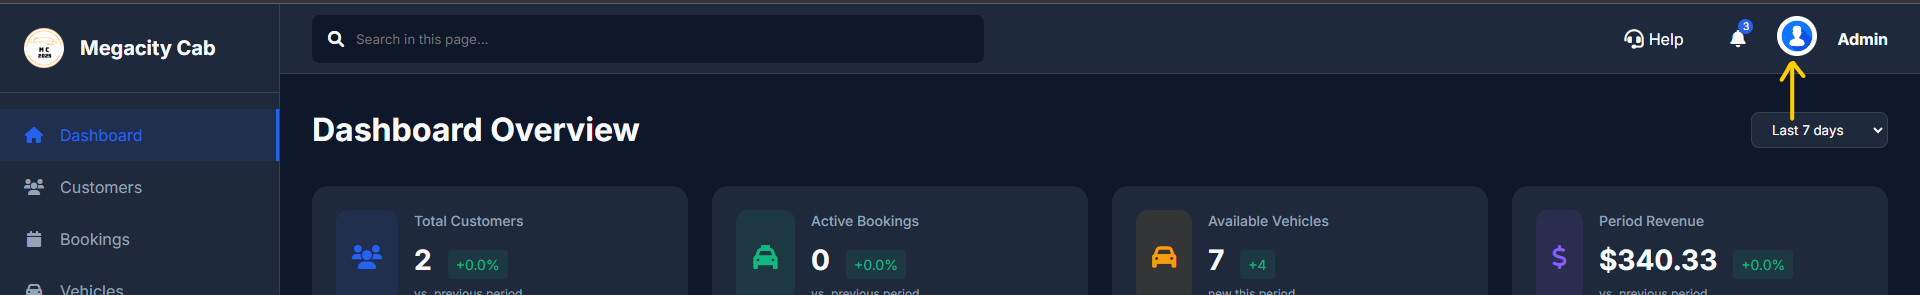 MC
2025
Megacity Cab
Search in this page...
Help
3
Admin
Dashboard
Customers
Bookings
Vehicles
Dashboard Overview
Last 7 days
Total Customers
2 +0.0%
vs. previous period
Active Bookings
0 +0.0%
vs. previous period
Available Vehicles
7 +4
new this period
Period Revenue
$340.33 +0.0%
vs. previous period